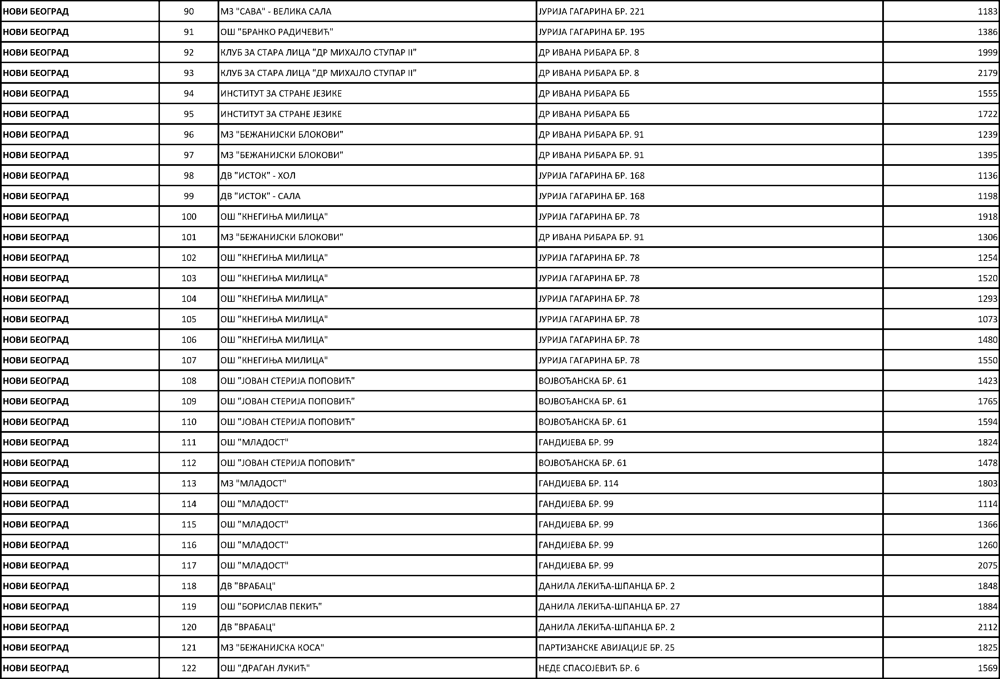 НОВИ БЕОГРАД 90 МЗ "САВА" - ВЕЛИКА САЛА ЈУРИЈА ГАГАРИНА БР. 221 1183
НОВИ БЕОГРАД 91 ОШ "БРАНКО РАДИЧЕВИЋ" ЈУРИЈА ГАГАРИНА БР. 195 1386
НОВИ БЕОГРАД 92 КЛУБ ЗА СТАРА ЛИЦА "ДР МИХАЈЛО СТУПАР II" ДР ИВАНА РИБАРА БР. 8 1999
НОВИ БЕОГРАД 93 КЛУБ ЗА СТАРА ЛИЦА "ДР МИХАЈЛО СТУПАР II" ДР ИВАНА РИБАРА БР. 8 2179
НОВИ БЕОГРАД 94 ИНСТИТУТ ЗА СТРАНЕ ЈЕЗИКЕ ДР ИВАНА РИБАРА ББ 1555
НОВИ БЕОГРАД 95 ИНСТИТУТ ЗА СТРАНЕ ЈЕЗИКЕ ДР ИВАНА РИБАРА ББ 1722
НОВИ БЕОГРАД 96 МЗ "БЕЖАНИЈСКИ БЛОКОВИ" ДР ИВАНА РИБАРА БР. 91 1239
НОВИ БЕОГРАД 97 МЗ "БЕЖАНИЈСКИ БЛОКОВИ" ДР ИВАНА РИБАРА БР. 91 1395
НОВИ БЕОГРАД 98 ДВ "ИСТОК" - ХОЛ ЈУРИЈА ГАГАРИНА БР. 168 1136
НОВИ БЕОГРАД 99 ДВ "ИСТОК" - САЛА ЈУРИЈА ГАГАРИНА БР. 168 1198
НОВИ БЕОГРАД 100 ОШ "КНЕГИЊА МИЛИЦА" ЈУРИЈА ГАГАРИНА БР. 78 1918
НОВИ БЕОГРАД 101 МЗ "БЕЖАНИЈСКИ БЛОКОВИ" ДР ИВАНА РИБАРА БР. 91 1306
НОВИ БЕОГРАД 102 ОШ "КНЕГИЊА МИЛИЦА" ЈУРИЈА ГАГАРИНА БР. 78 1254
НОВИ БЕОГРАД 103 ОШ "КНЕГИЊА МИЛИЦА" ЈУРИЈА ГАГАРИНА БР. 78 1520
НОВИ БЕОГРАД 104 ОШ "КНЕГИЊА МИЛИЦА" ЈУРИЈА ГАГАРИНА БР. 78 1293
НОВИ БЕОГРАД 105 ОШ "КНЕГИЊА МИЛИЦА" ЈУРИЈА ГАГАРИНА БР. 78 1073
НОВИ БЕОГРАД 106 ОШ "КНЕГИЊА МИЛИЦА" ЈУРИЈА ГАГАРИНА БР. 78 1480
НОВИ БЕОГРАД 107 ОШ "КНЕГИЊА МИЛИЦА" ЈУРИЈА ГАГАРИНА БР. 78 1550
НОВИ БЕОГРАД 108 ОШ "ЈОВАН СТЕРИЈА ПОПОВИЋ" ВОЈВОЂАНСКА БР. 61 1423
НОВИ БЕОГРАД 109 ОШ "ЈОВАН СТЕРИЈА ПОПОВИЋ" ВОЈВОЂАНСКА БР. 61 1765
НОВИ БЕОГРАД 110 ОШ "ЈОВАН СТЕРИЈА ПОПОВИЋ" ВОЈВОЂАНСКА БР. 61 1594
НОВИ БЕОГРАД 111 ОШ "МЛАДОСТ" ГАНДИЈЕВА БР. 99 1824
НОВИ БЕОГРАД 112 ОШ "ЈОВАН СТЕРИЈА ПОПОВИЋ" ВОЈВОЂАНСКА БР. 61 1478
НОВИ БЕОГРАД 113 МЗ "МЛАДОСТ" ГАНДИЈЕВА БР. 114 1803
НОВИ БЕОГРАД 114 ОШ "МЛАДОСТ" ГАНДИЈЕВА БР. 99 1114
НОВИ БЕОГРАД 115 ОШ "МЛАДОСТ" ГАНДИЈЕВА БР. 99 1366
НОВИ БЕОГРАД 116 ОШ "МЛАДОСТ" ГАНДИЈЕВА БР. 99 1260
НОВИ БЕОГРАД 117 ОШ "МЛАДОСТ" ГАНДИЈЕВА БР. 99 2075
НОВИ БЕОГРАД 118 ДВ "ВРАБАЦ" ДАНИЛА ЛЕКИЋА-ШПАНЦА БР. 2 1848
НОВИ БЕОГРАД 119 ОШ "БОРИСЛАВ ПЕКИЋ" ДАНИЛА ЛЕКИЋА-ШПАНЦА БР. 27 1884
НОВИ БЕОГРАД 120 ДВ "ВРАБАЦ" ДАНИЛА ЛЕКИЋА-ШПАНЦА БР. 2 2112
НОВИ БЕОГРАД 121 МЗ "БЕЖАНИЈСКА КОСА" ПАРТИЗАНСКЕ АВИЈАЦИЈЕ БР. 25 1825
НОВИ БЕОГРАД 122 ОШ "ДРАГАН ЛУКИЋ" НЕДЕ СПАСОЈЕВИЋ БР. 6 1569